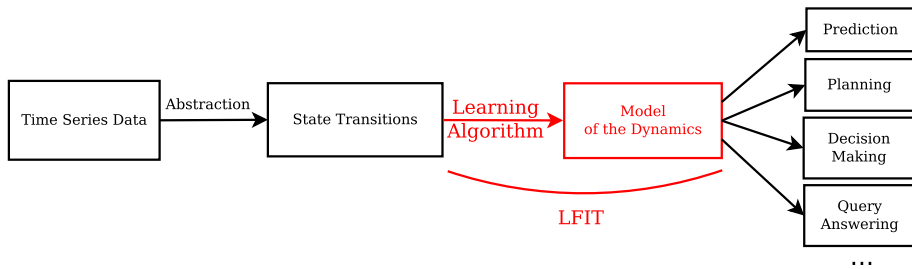 Time Series Data
Abstraction
State Transitions
Learning
Algorithm
Model
of the Dynamics
LFIT
Prediction
Planning
Decision
Making
Query
Answering
...